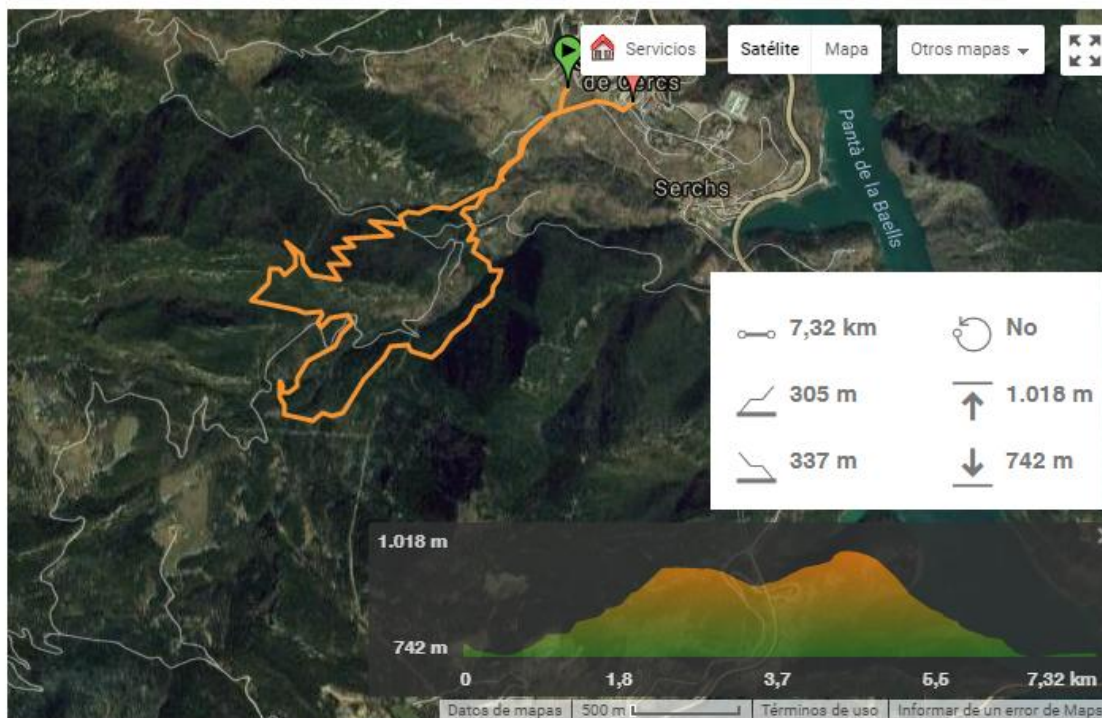 Servicios
Satélite Mapa
Otros mapas
de Cercs
Serchs
Pantà de la Baells
7,32 km No
305 m 1.018 m
337 m 742 m
1.018 m
742 m
0 1,8 3,7 5,5 7,32 km
Datos de mapas 500 m Términos de uso Informar de un error de Maps